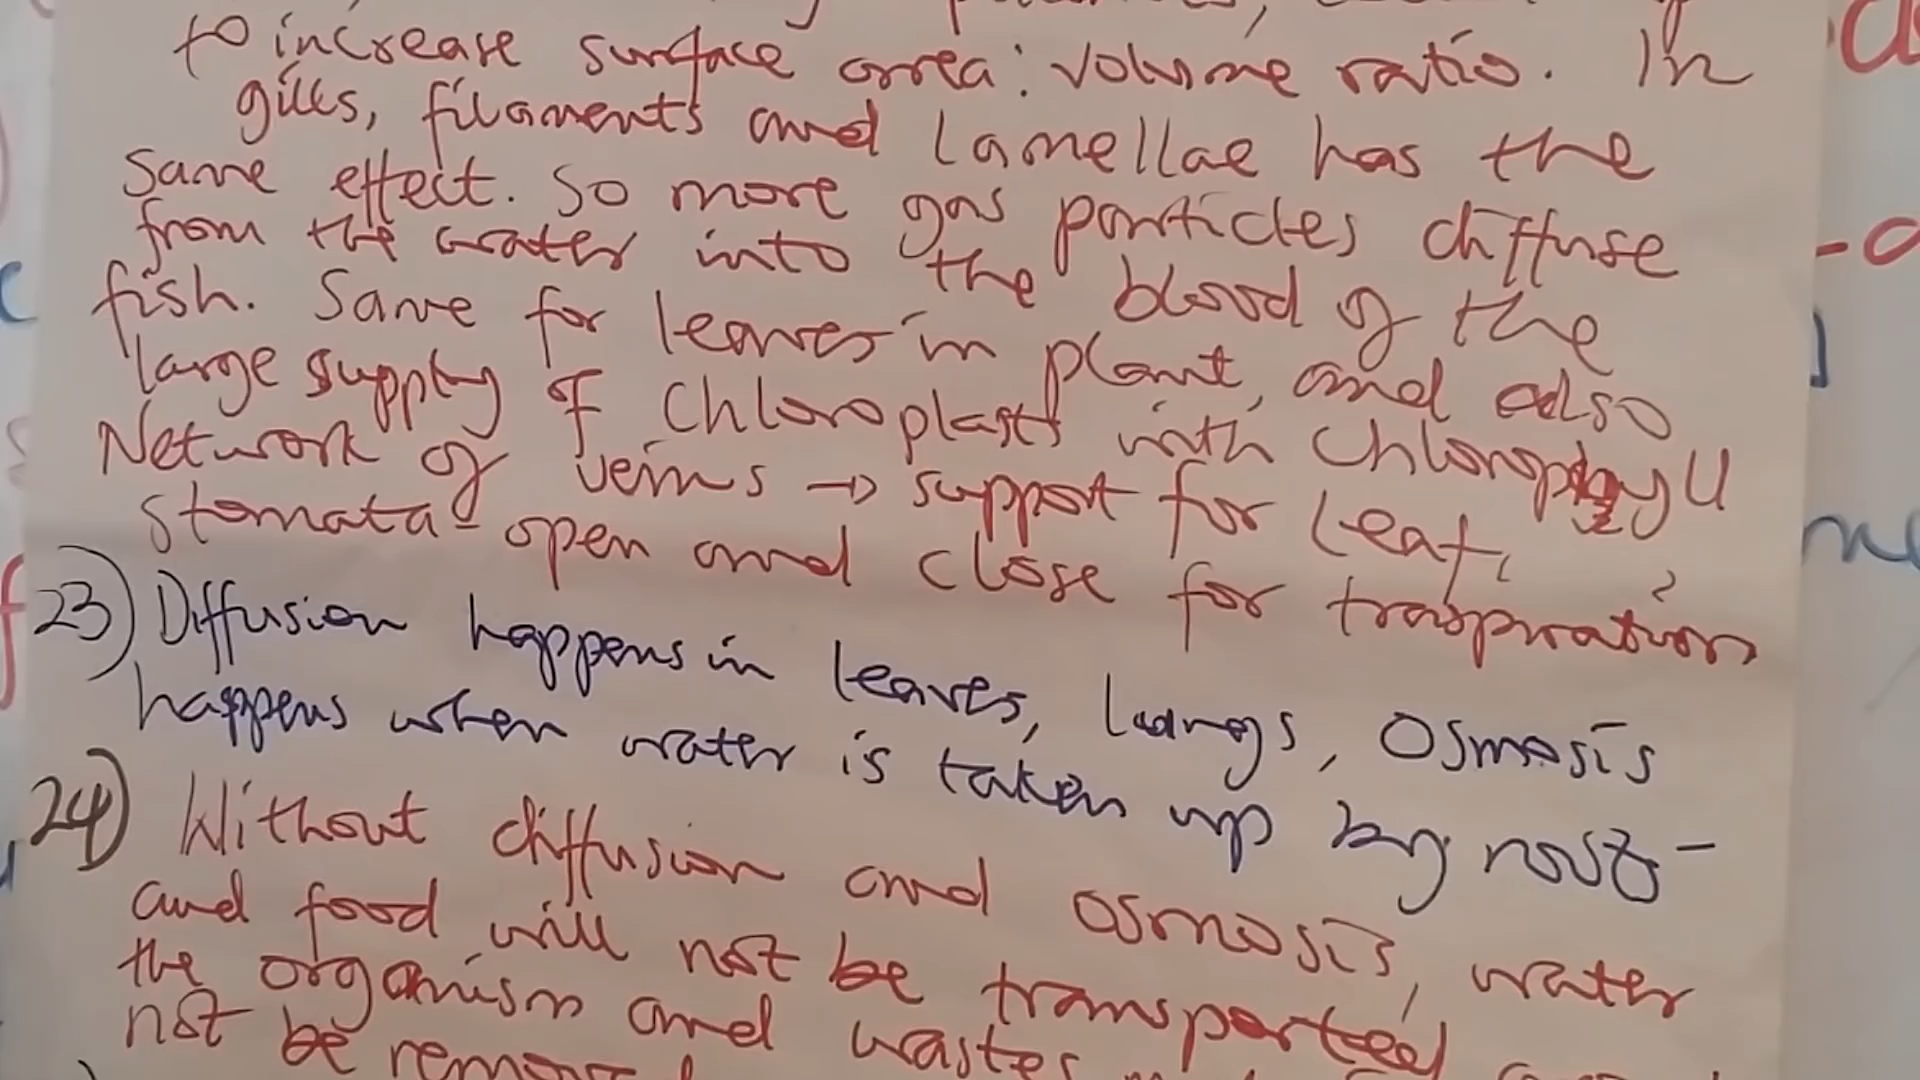 to increase surface area : volume ratio. In
gills, filaments and lamellae has the
same effect. So more gas particles diffuse
from the water into the blood of the
fish. Same for leaves in plant, and also
large supply of chloroplasts with chlorophyll
Network of veins → support for leaf,
stomata - open and close for traspiration
23) Diffusion happens in leaves, lungs, osmosis
happens when water is taken up by root -
24) Without diffusion and osmosis, water
and food will not be transported
the organism and wastes
not be